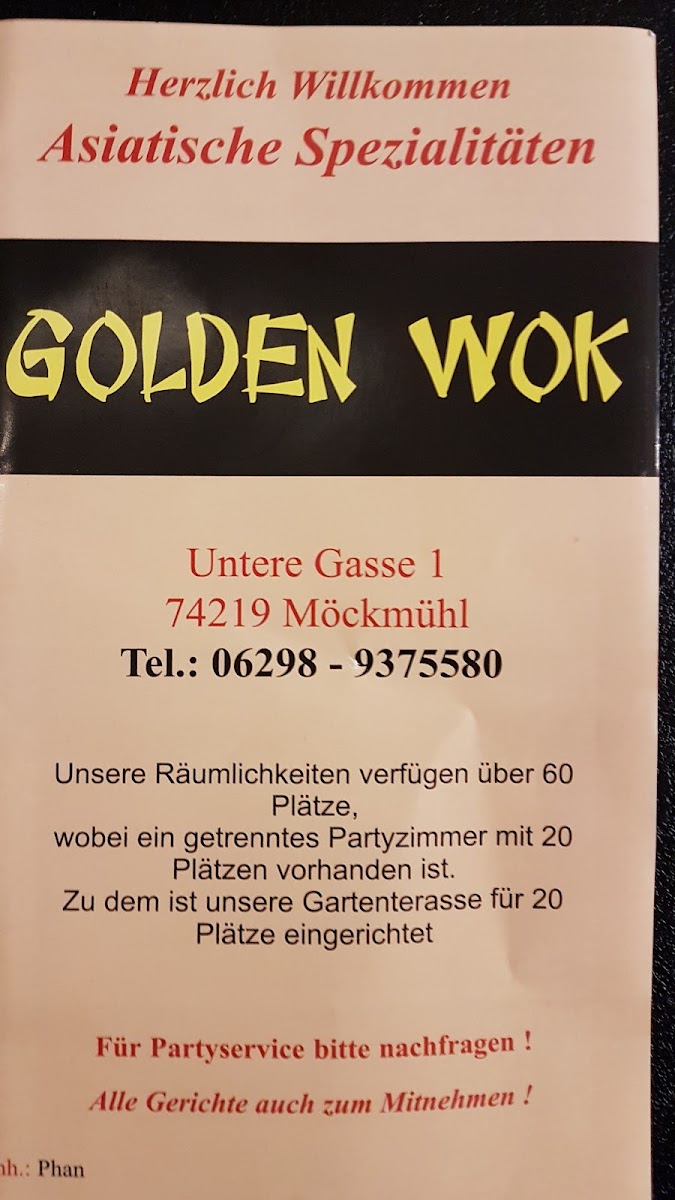 Herzlich Willkommen
Asiatische Spezialitäten
GOLDEN WOK
Untere Gasse 1
74219 Möckmühl
Tel.: 06298 - 9375580
Unsere Räumlichkeiten verfügen über 60
Plätze,
wobei ein getrenntes Partyzimmer mit 20
Plätzen vorhanden ist.
Zu dem ist unsere Gartenterasse für 20
Plätze eingerichtet
Für Partyservice bitte nachfragen !
Alle Gerichte auch zum Mitnehmen !
nh.: Phan